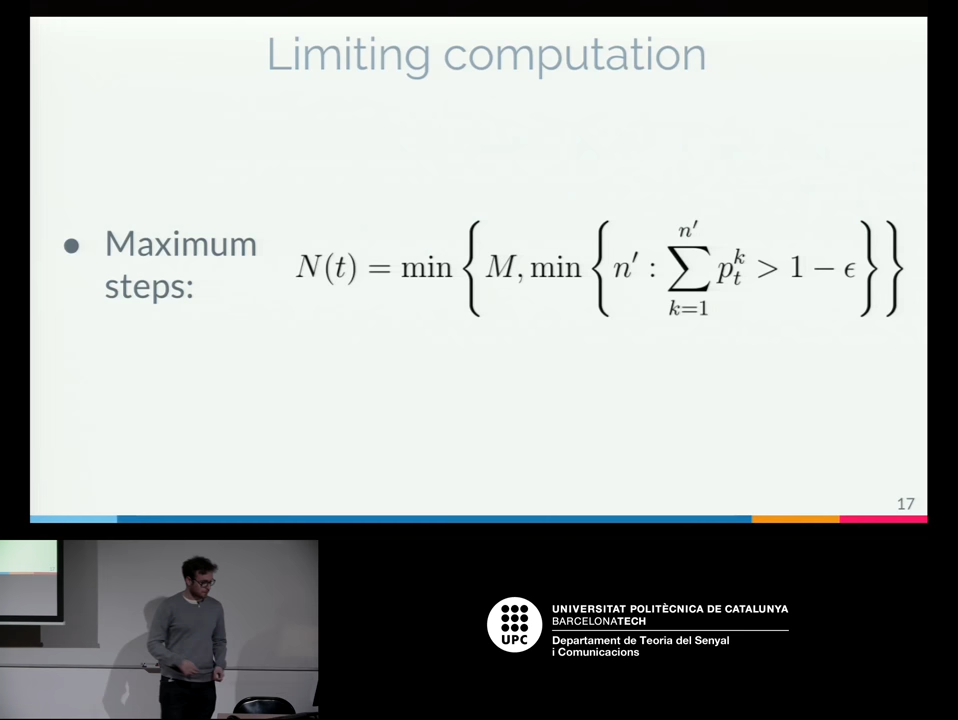 Limiting computation
● Maximum
steps:
N(t) = min { M, min { n′ : ∑_{k=1}^{n′} p_t^k > 1 − ϵ } }
17
UPC
UNIVERSITAT POLITÈCNICA DE CATALUNYA
BARCELONATECH
Departament de Teoria del Senyal
i Comunicacions